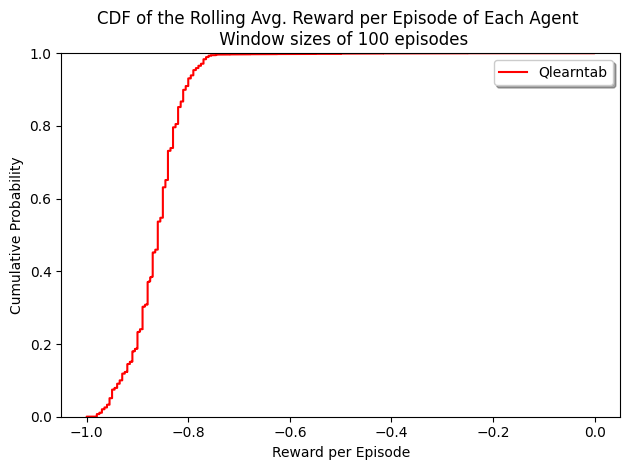 CDF of the Rolling Avg. Reward per Episode of Each Agent
Window sizes of 100 episodes
Qlearntab
1.0
0.8
0.6
0.4
0.2
0.0
Cumulative Probability
−1.0 −0.8 −0.6 −0.4 −0.2 0.0
Reward per Episode